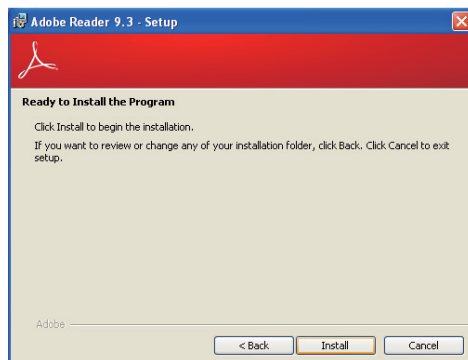 Adobe Reader 9.3 - Setup
Ready to Install the Program
Click Install to begin the installation.
If you want to review or change any of your installation folder, click Back. Click Cancel to exit
setup.
Adobe
< Back Install Cancel